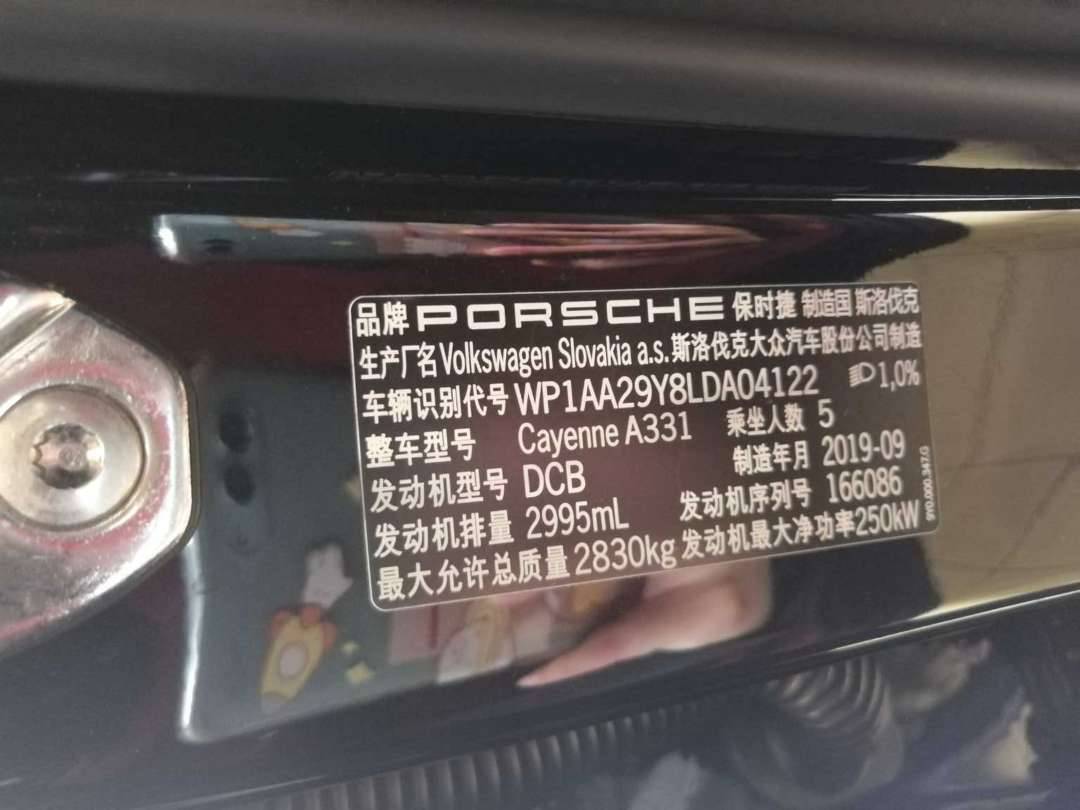 品牌 PORSCHE 保时捷 制造国 斯洛伐克
生产厂名 Volkswagen Slovakia a.s. 斯洛伐克大众汽车股份公司制造
车辆识别代号 WP1AA29Y8LDA04122 1,0%
整车型号 Cayenne A331 乘坐人数 5
发动机型号 DCB 制造年月 2019-09
发动机排量 2995mL 发动机序列号 166086
最大允许总质量 2830kg 发动机最大净功率 250kW
9Y0.000.347.G